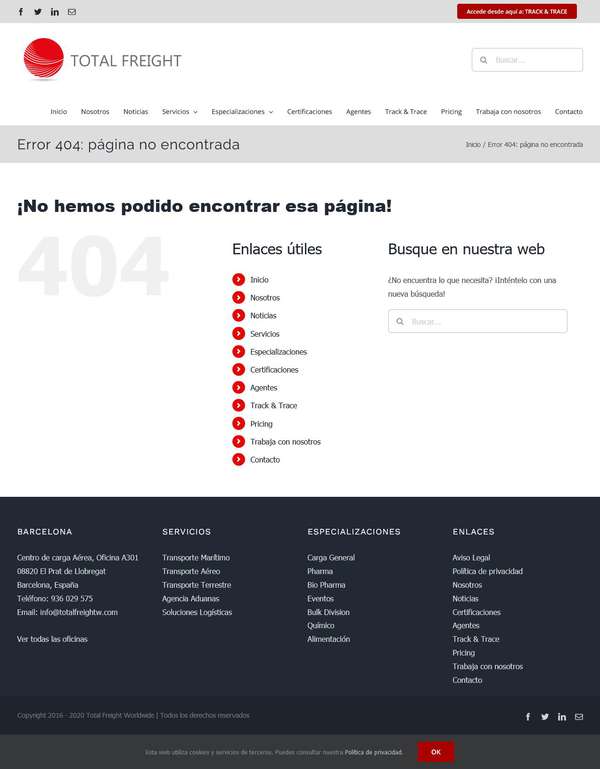 Accede desde aquí a: TRACK & TRACE
TOTAL FREIGHT
Buscar...
Inicio Nosotros Noticias Servicios Especializaciones Certificaciones Agentes Track & Trace Pricing Trabaja con nosotros Contacto
Error 404: página no encontrada
Inicio / Error 404: página no encontrada
¡No hemos podido encontrar esa página!
404
Enlaces útiles
Inicio
Nosotros
Noticias
Servicios
Especializaciones
Certificaciones
Agentes
Track & Trace
Pricing
Trabaja con nosotros
Contacto
Busque en nuestra web
¿No encuentra lo que necesita? ¡Inténtelo con una
nueva búsqueda!
Buscar...
BARCELONA
Centro de carga Aérea, Oficina A301
08820 El Prat de Llobregat
Barcelona, España
Teléfono: 936 029 575
Email: info@totalfreightw.com
Ver todas las oficinas
SERVICIOS
Transporte Marítimo
Transporte Aéreo
Transporte Terrestre
Agencia Aduanas
Soluciones Logísticas
ESPECIALIZACIONES
Carga General
Pharma
Bio Pharma
Eventos
Bulk Division
Químico
Alimentación
ENLACES
Aviso Legal
Política de privacidad
Nosotros
Noticias
Certificaciones
Agentes
Track & Trace
Pricing
Trabaja con nosotros
Contacto
Copyright 2016 - 2020 Total Freight Worldwide | Todos los derechos reservados
Esta web utiliza cookies y servicios de terceros. Puedes consultar nuestra Política de privacidad.
OK